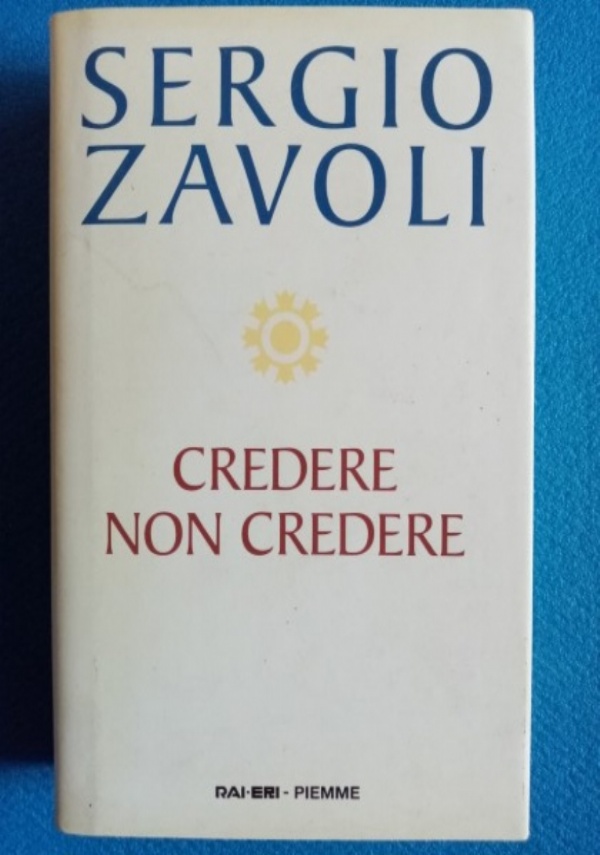 SERGIO
ZAVOLI
CREDERE
NON CREDERE
RAI-ERI - PIEMME